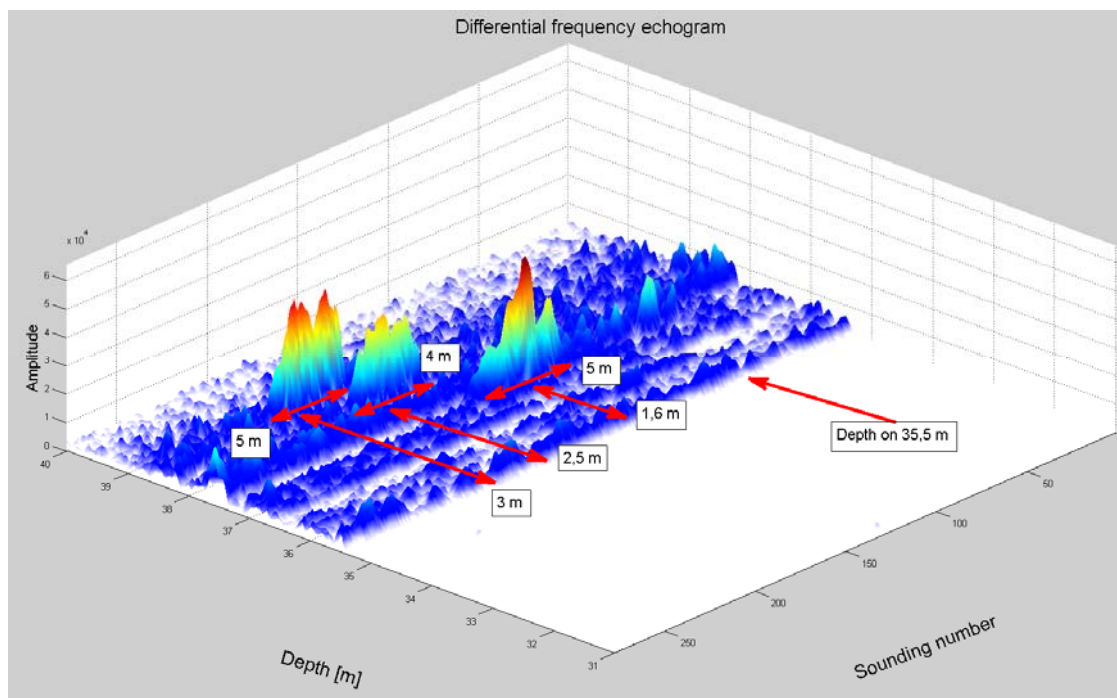 Differential frequency echogram
x 10⁴
6
5
4
3
2
1
0
Amplitude
40
39
38
37
36
35
34
33
32
31
Depth [m]
250
200
150
100
50
Sounding number
4 m
5 m
5 m
1,6 m
2,5 m
3 m
Depth on 35,5 m